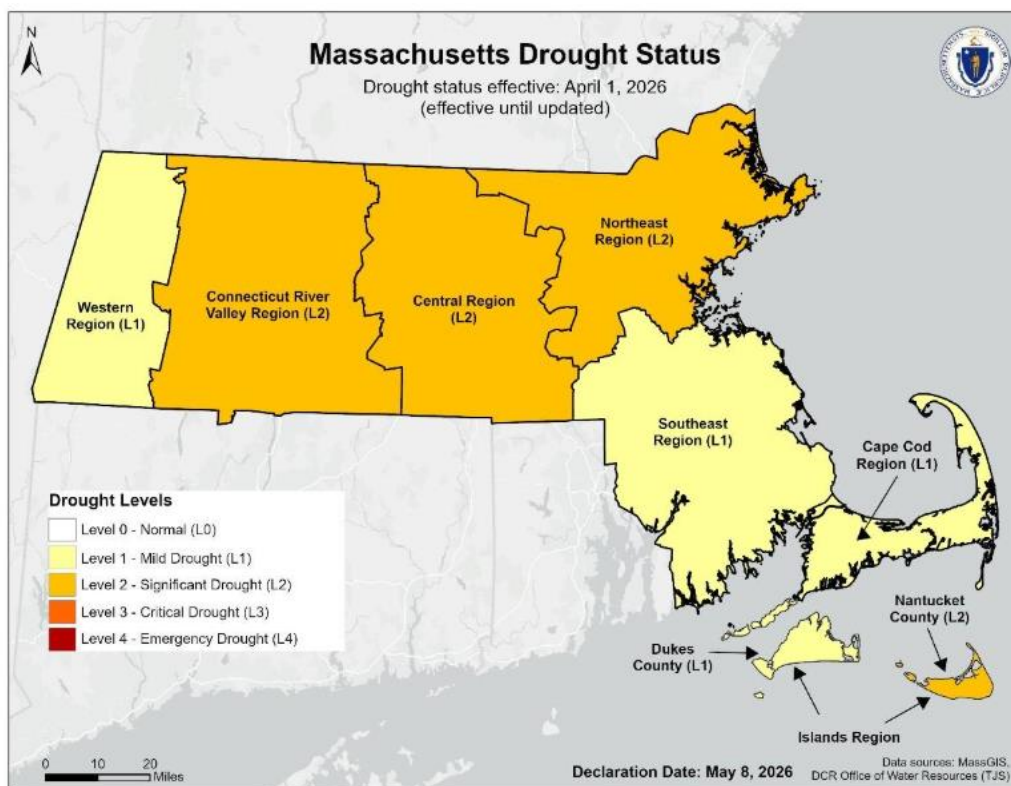 N
Massachusetts Drought Status
Drought status effective: April 1, 2026
(effective until updated)
Northeast
Region (L2)
Western
Region (L1)
Connecticut River
Valley Region (L2)
Central Region
(L2)
Southeast
Region (L1)
Cape Cod
Region (L1)
Drought Levels
Level 0 - Normal (L0)
Level 1 - Mild Drought (L1)
Level 2 - Significant Drought (L2)
Level 3 - Critical Drought (L3)
Level 4 - Emergency Drought (L4)
Nantucket
County (L2)
Dukes
County (L1)
Islands Region
0 10 20
Miles
Declaration Date: May 8, 2026
Data sources: MassGIS,
DCR Office of Water Resources (TJS)